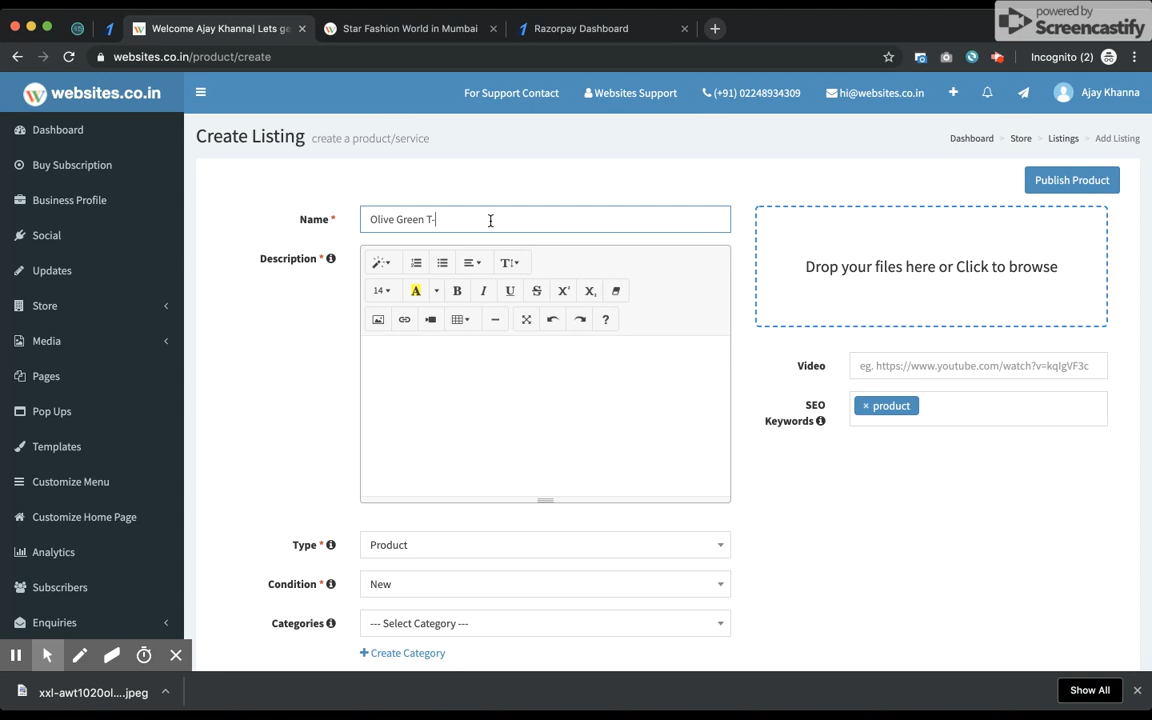 powered by
Screencastify
Welcome Ajay Khanna| Lets ge
Star Fashion World in Mumbai
Razorpay Dashboard
websites.co.in/product/create
Incognito (2)
websites.co.in
For Support Contact
Websites Support
(+91) 02248934309
hi@websites.co.in
Ajay Khanna
Dashboard
Buy Subscription
Business Profile
Social
Updates
Store
Media
Pages
Pop Ups
Templates
Customize Menu
Customize Home Page
Analytics
Subscribers
Enquiries
Create Listing create a product/service
Dashboard > Store > Listings > Add Listing
Publish Product
Name *
Olive Green T-
Description *
14
A
B I U S X² X₂
?
Drop your files here or Click to browse
Video
eg. https://www.youtube.com/watch?v=kqIgVF3c
SEO
Keywords
× product
Type *
Product
Condition *
New
Categories
--- Select Category ---
+ Create Category
xxl-awt1020ol....jpeg
Show All